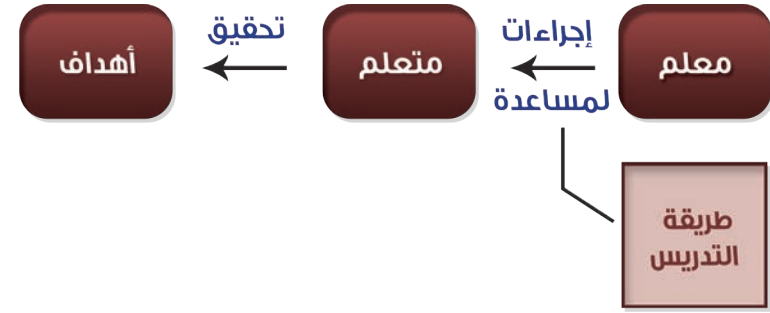 معلم
إجراءات
لمساعدة
متعلم
تحقيق
أهداف
طريقة
التدريس